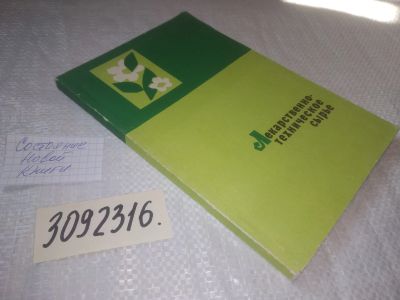 Лекарственно-
техническое
сырье
Состояние
Новой
книги
3092316.